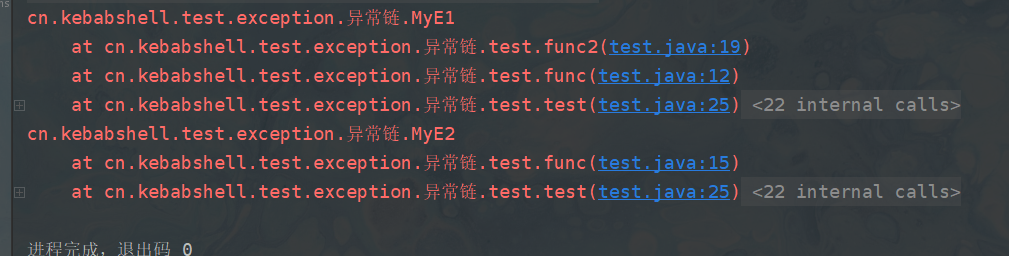 ns
cn.kebabshell.test.exception.异常链.MyE1
at cn.kebabshell.test.exception.异常链.test.func2(test.java:19)
at cn.kebabshell.test.exception.异常链.test.func(test.java:12)
at cn.kebabshell.test.exception.异常链.test.test(test.java:25) <22 internal calls>
cn.kebabshell.test.exception.异常链.MyE2
at cn.kebabshell.test.exception.异常链.test.func(test.java:15)
at cn.kebabshell.test.exception.异常链.test.test(test.java:25) <22 internal calls>
进程完成，退出码 0